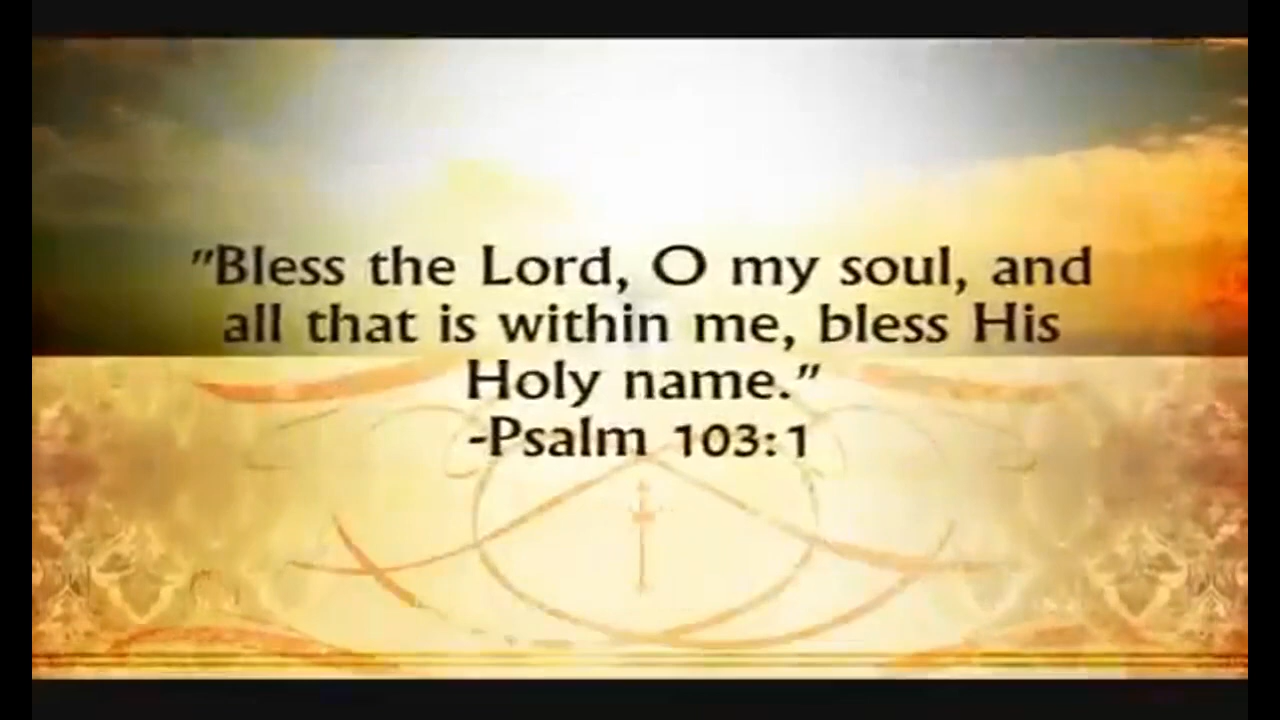 "Bless the Lord, O my soul, and
all that is within me, bless His
Holy name."
-Psalm 103:1